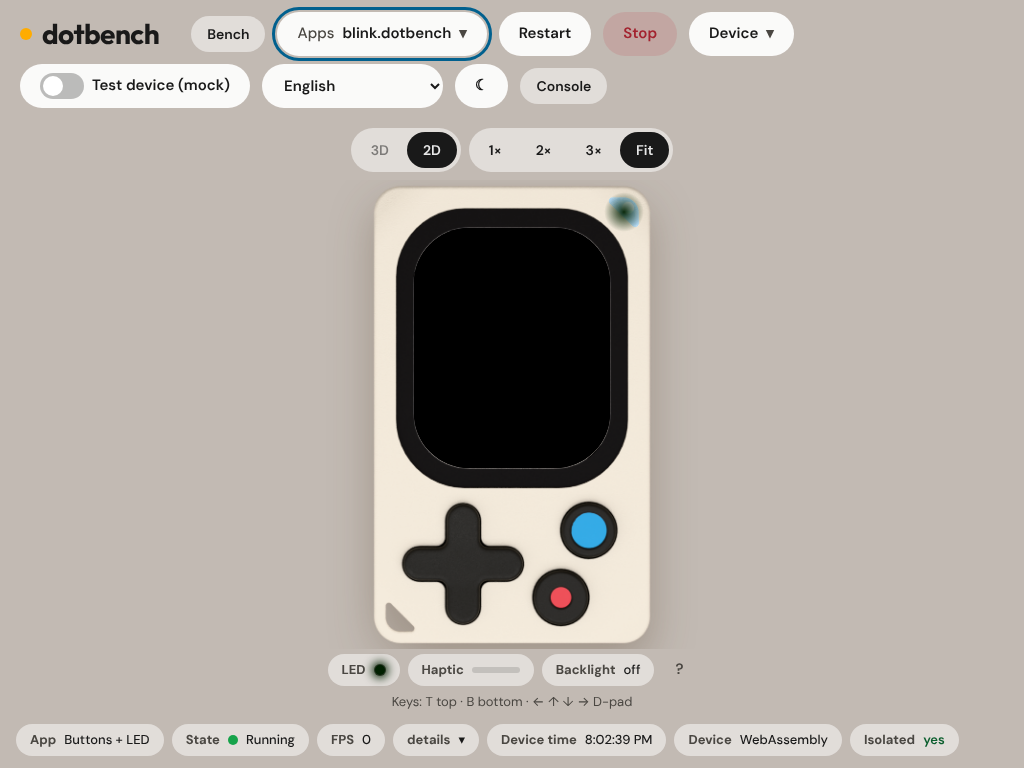 dotbench Bench Apps blink.dotbench ▾ Restart Stop Device ▾
Test device (mock) English Console
3D 2D 1× 2× 3× Fit
LED Haptic Backlight off ?
Keys: T top · B bottom · ← ↑ ↓ → D-pad
App Buttons + LED State Running FPS 0 details ▾ Device time 8:02:39 PM Device WebAssembly Isolated yes